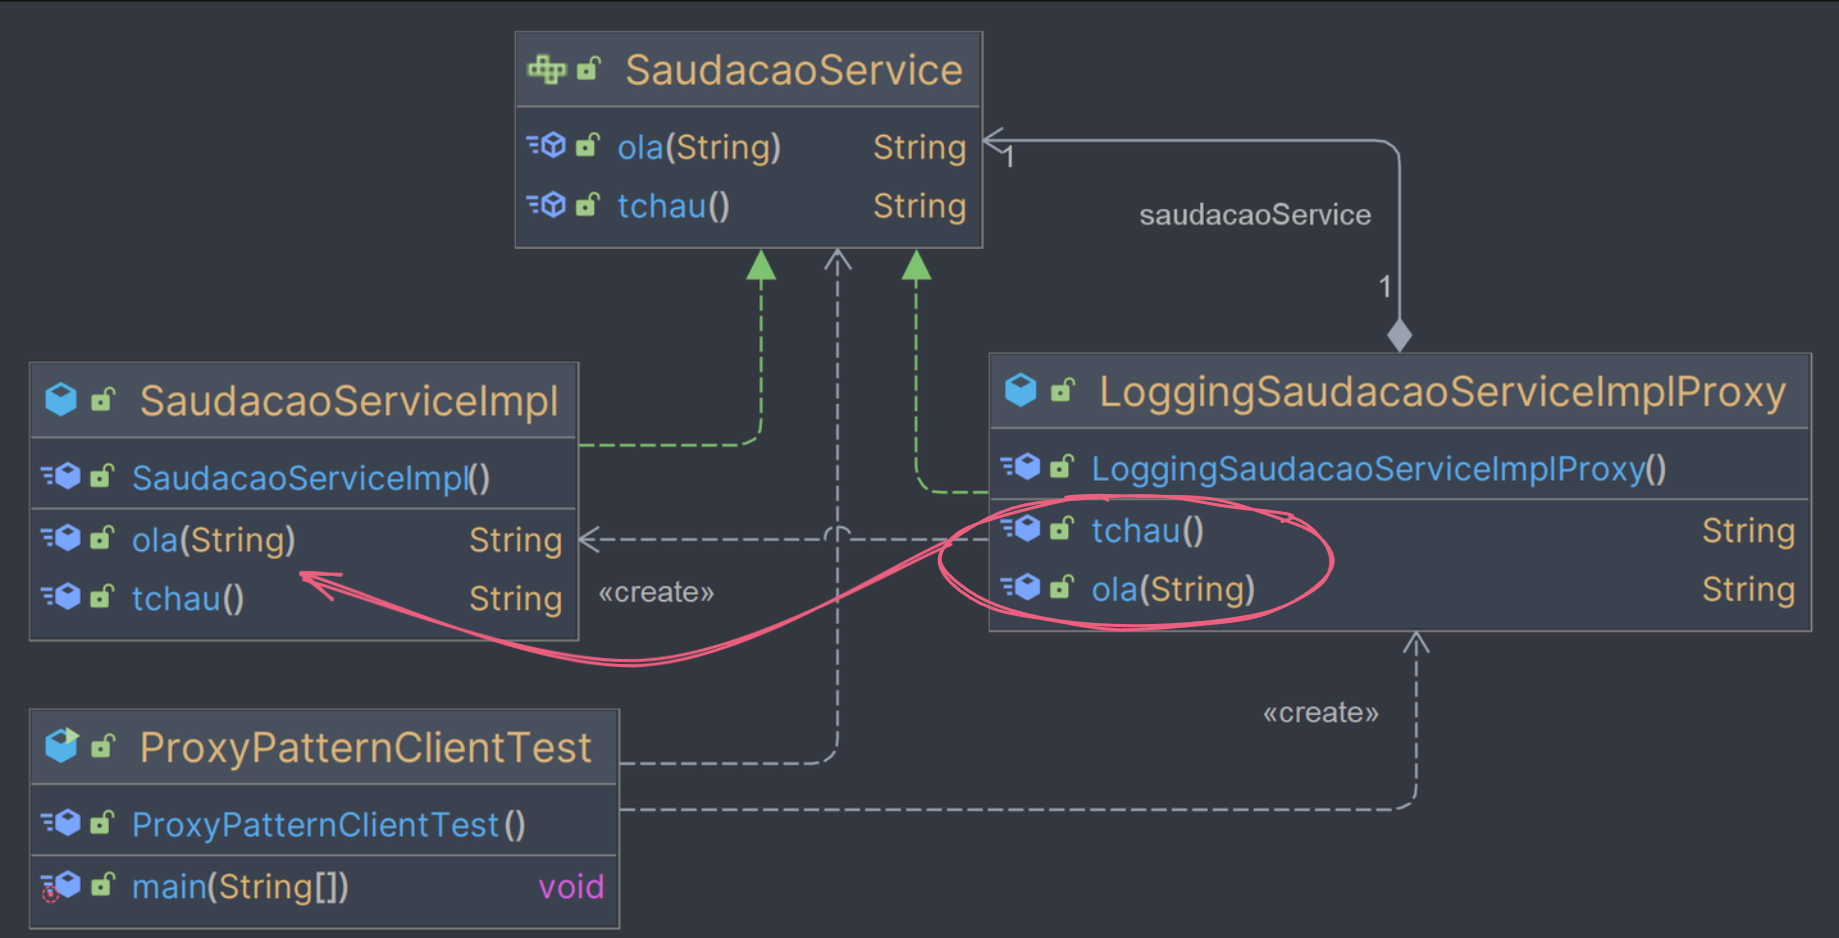 SaudacaoService
ola(String) String
tchau() String
1
saudacaoService
1
SaudacaoServiceImpl
SaudacaoServiceImpl()
ola(String) String
tchau() String
«create»
LoggingSaudacaoServiceImplProxy
LoggingSaudacaoServiceImplProxy()
tchau() String
ola(String) String
«create»
ProxyPatternClientTest
ProxyPatternClientTest()
main(String[]) void